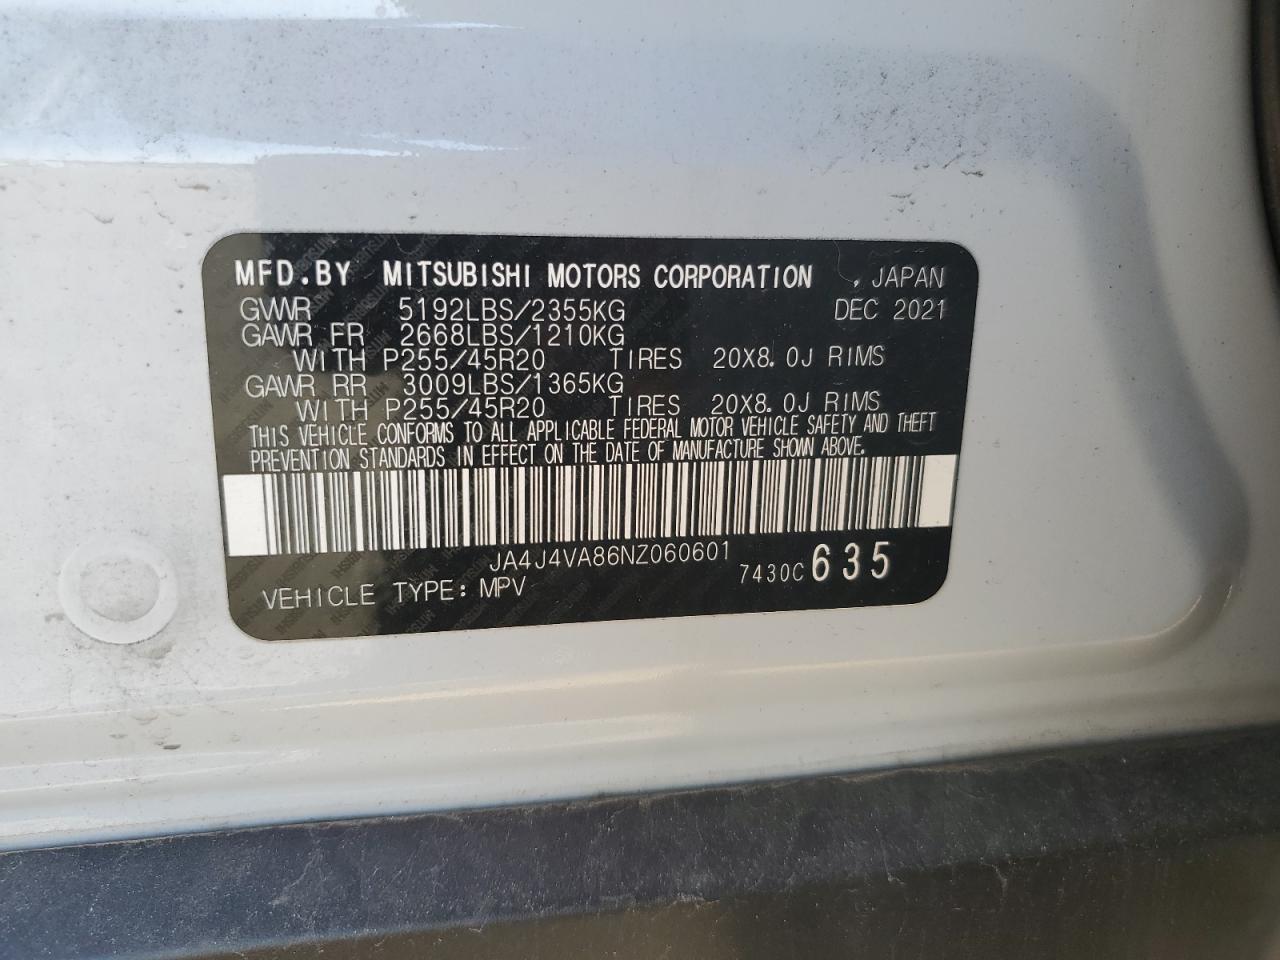 MFD.BY MITSUBISHI MOTORS CORPORATION , JAPAN
GVWR 5192LBS/2355KG DEC 2021
GAWR FR 2668LBS/1210KG
WITH P255/45R20 TIRES 20X8.0J RIMS
GAWR RR 3009LBS/1365KG
WITH P255/45R20 TIRES 20X8.0J RIMS
THIS VEHICLE CONFORMS TO ALL APPLICABLE FEDERAL MOTOR VEHICLE SAFETY AND THEFT
PREVENTION STANDARDS IN EFFECT ON THE DATE OF MANUFACTURE SHOWN ABOVE.
JA4J4VA86NZ060601
7430C 635
VEHICLE TYPE: MPV